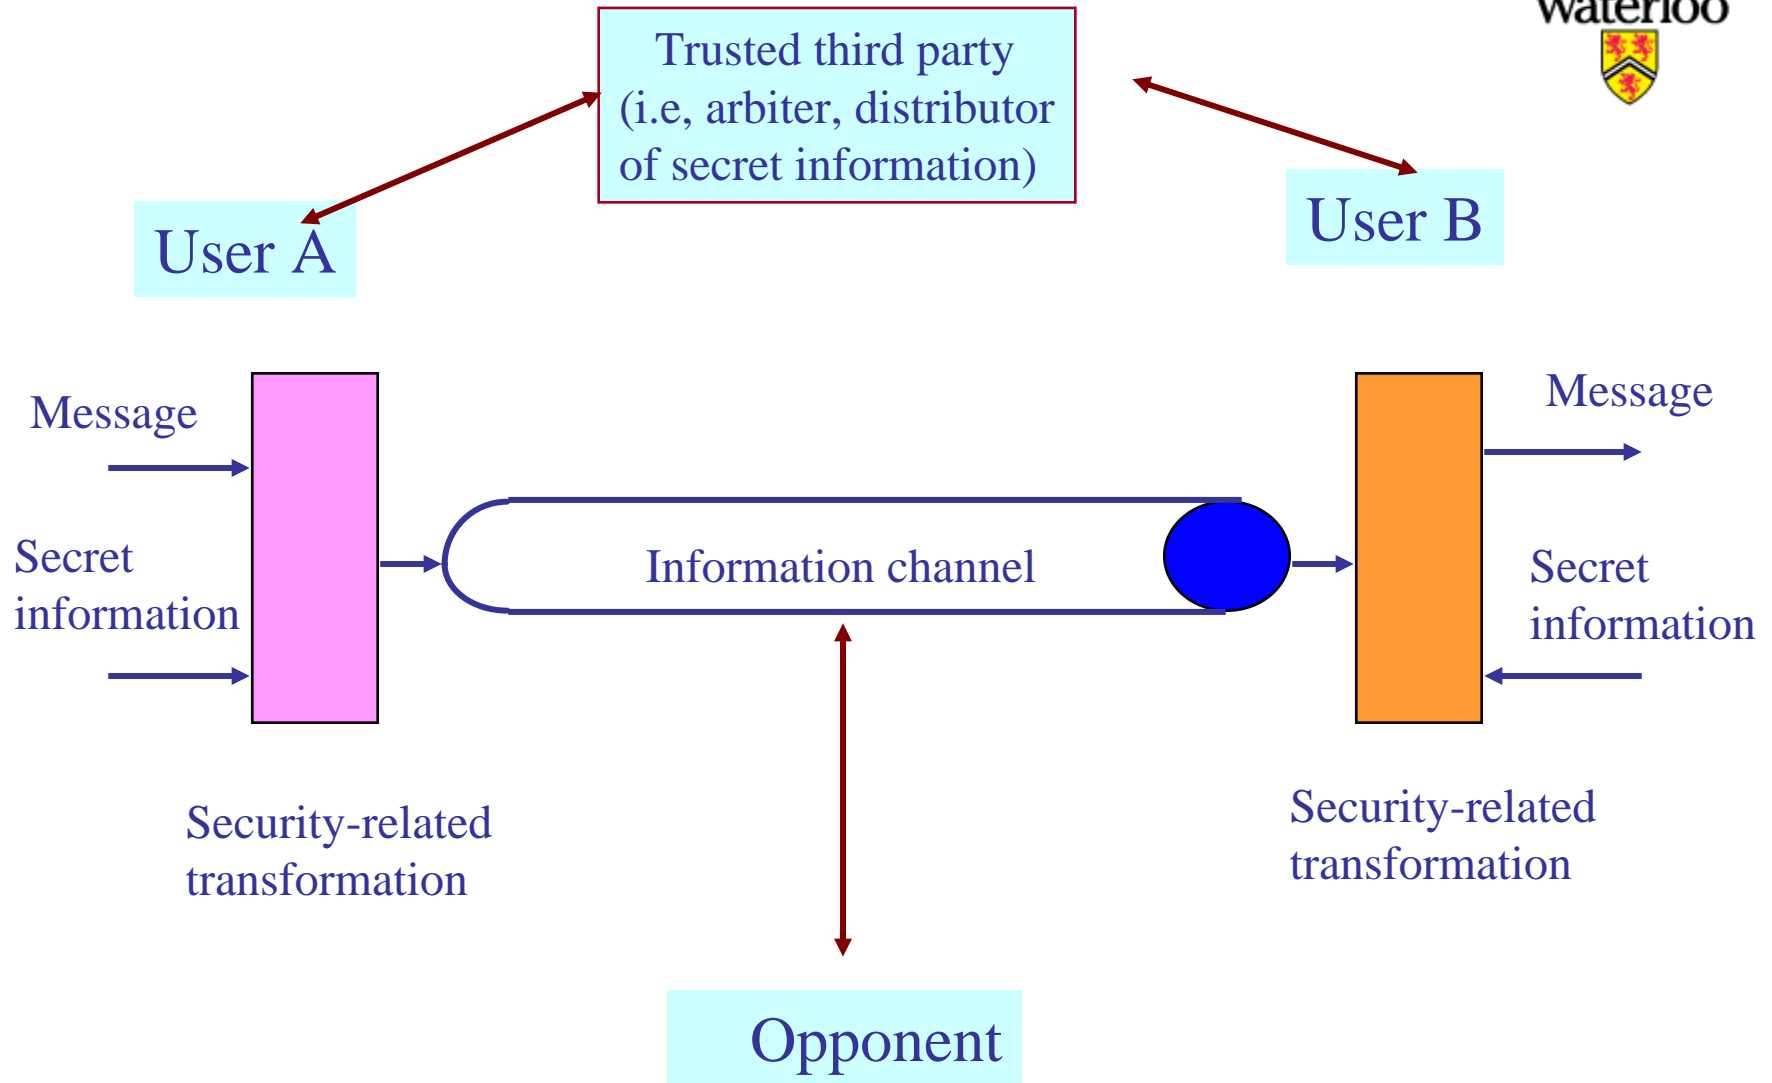 Waterloo
Trusted third party
(i.e, arbiter, distributor
of secret information)
User A
User B
Message
Message
Secret
information
Information channel
Secret
information
Security-related
transformation
Security-related
transformation
Opponent